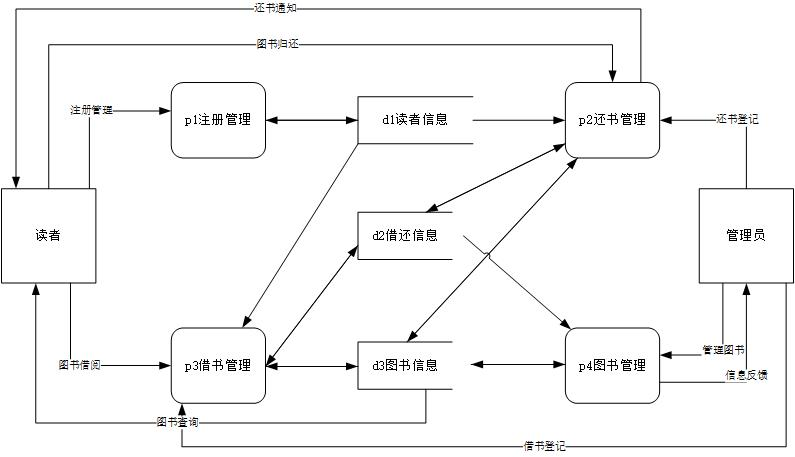 还书通知
图书归还
注册管理
p1注册管理
d1读者信息
p2还书管理
还书登记
读者
d2借还信息
管理员
图书借阅
p3借书管理
d3图书信息
p4图书管理
管理图书
信息反馈
图书查询
借书登记